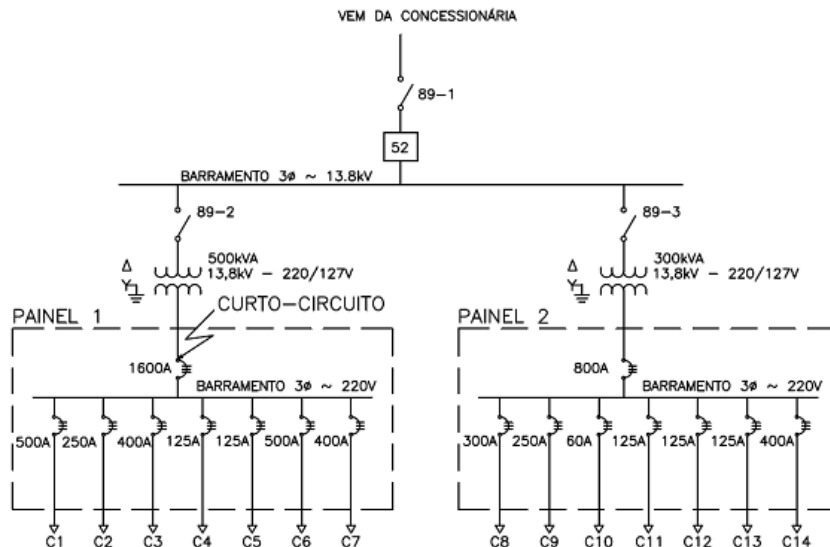 VEM DA CONCESSIONÁRIA
89-1
52
BARRAMENTO 3ø ~ 13.8kV
89-2
89-3
500kVA
13,8kV - 220/127V
Δ
Y
300kVA
13,8kV - 220/127V
Δ
Y
CURTO-CIRCUITO
PAINEL 1
PAINEL 2
1600A
800A
BARRAMENTO 3ø ~ 220V
BARRAMENTO 3ø ~ 220V
500A 250A 400A 125A 125A 500A 400A
300A 250A 60A 125A 125A 125A 400A
C1 C2 C3 C4 C5 C6 C7
C8 C9 C10 C11 C12 C13 C14